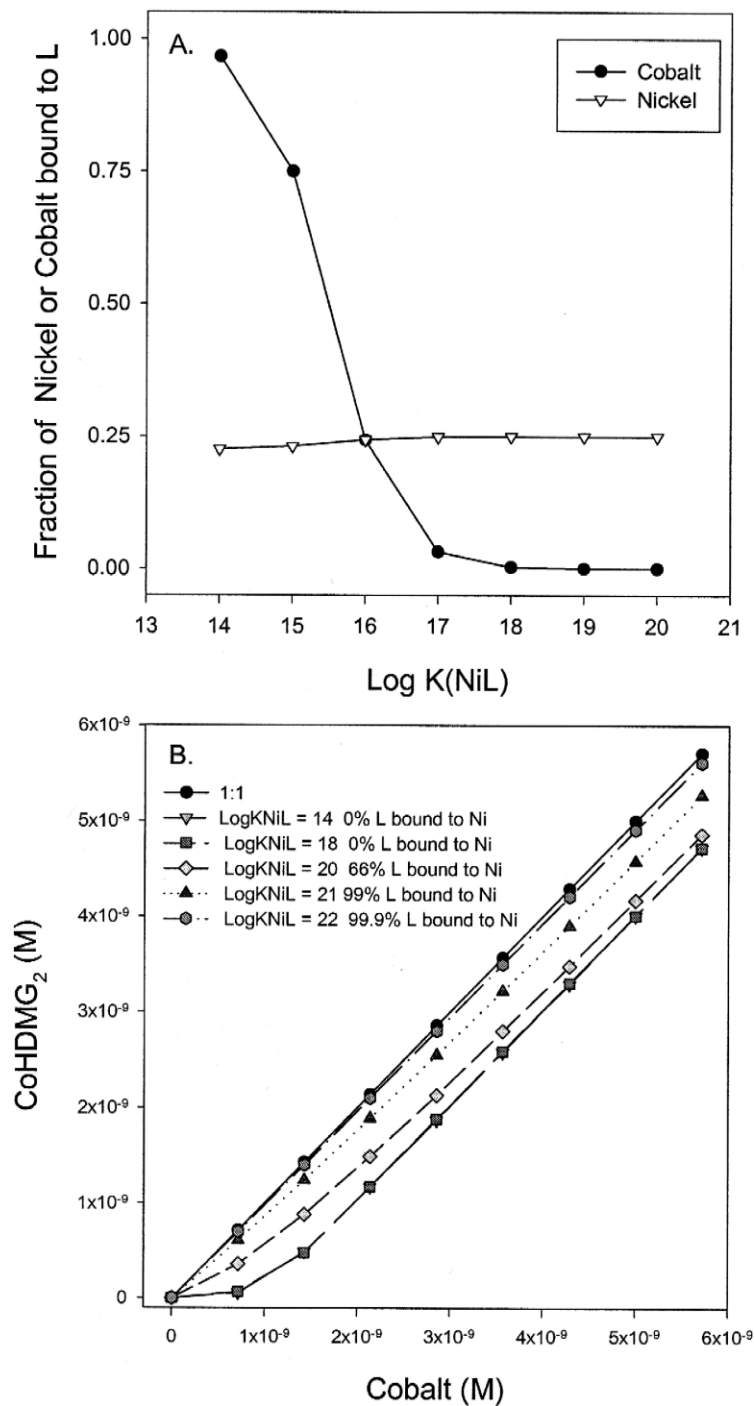 A.
Cobalt
Nickel
Fraction of Nickel or Cobalt bound to L
1.00
0.75
0.50
0.25
0.00
13 14 15 16 17 18 19 20 21
Log K(NiL)
B.
1:1
LogKNiL = 14 0% L bound to Ni
LogKNiL = 18 0% L bound to Ni
LogKNiL = 20 66% L bound to Ni
LogKNiL = 21 99% L bound to Ni
LogKNiL = 22 99.9% L bound to Ni
CoHDMG₂ (M)
6x10⁻⁹
5x10⁻⁹
4x10⁻⁹
3x10⁻⁹
2x10⁻⁹
1x10⁻⁹
0
0 1x10⁻⁹ 2x10⁻⁹ 3x10⁻⁹ 4x10⁻⁹ 5x10⁻⁹ 6x10⁻⁹
Cobalt (M)